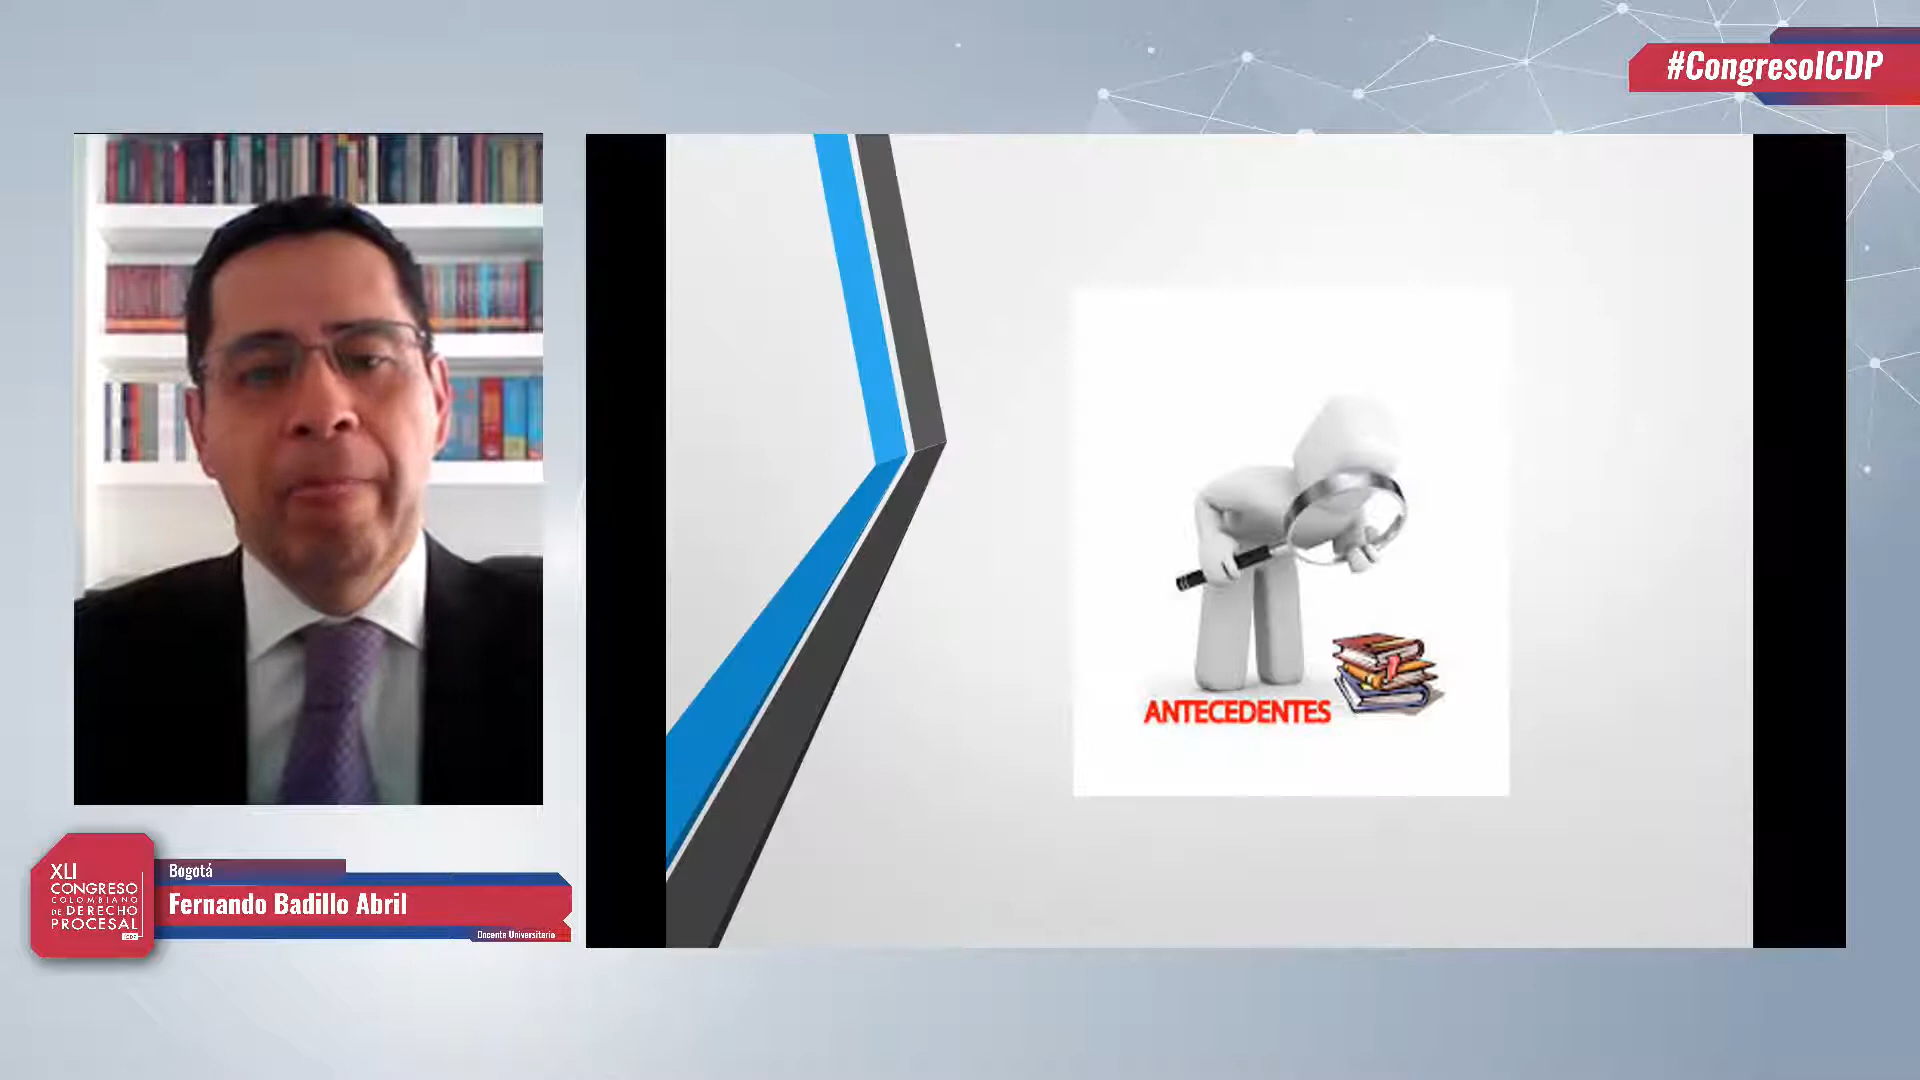 #CongresoICDP
ANTECEDENTES
XLI
CONGRESO
COLOMBIANO
DE DERECHO
PROCESAL
Bogotá
Fernando Badillo Abril
Docente Universitario